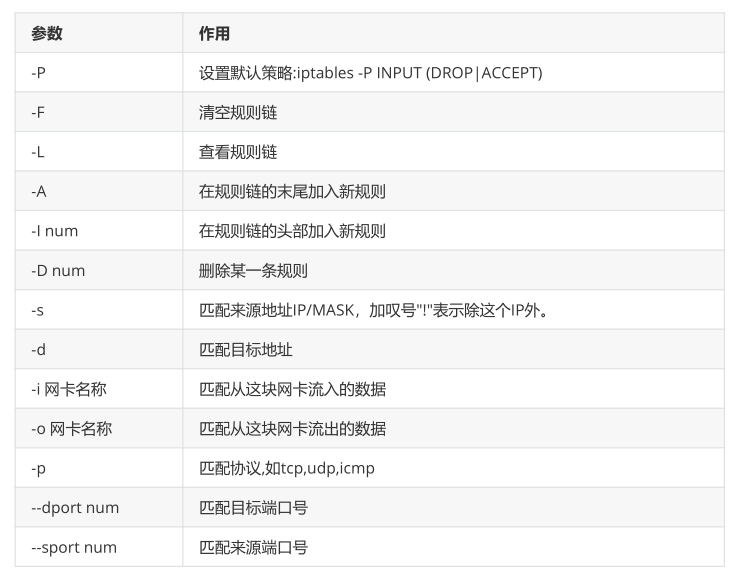 参数 作用
-P 设置默认策略:iptables -P INPUT (DROP|ACCEPT)
-F 清空规则链
-L 查看规则链
-A 在规则链的末尾加入新规则
-I num 在规则链的头部加入新规则
-D num 删除某一条规则
-s 匹配来源地址IP/MASK，加叹号"!"表示除这个IP外。
-d 匹配目标地址
-i 网卡名称 匹配从这块网卡流入的数据
-o 网卡名称 匹配从这块网卡流出的数据
-p 匹配协议,如tcp,udp,icmp
--dport num 匹配目标端口号
--sport num 匹配来源端口号